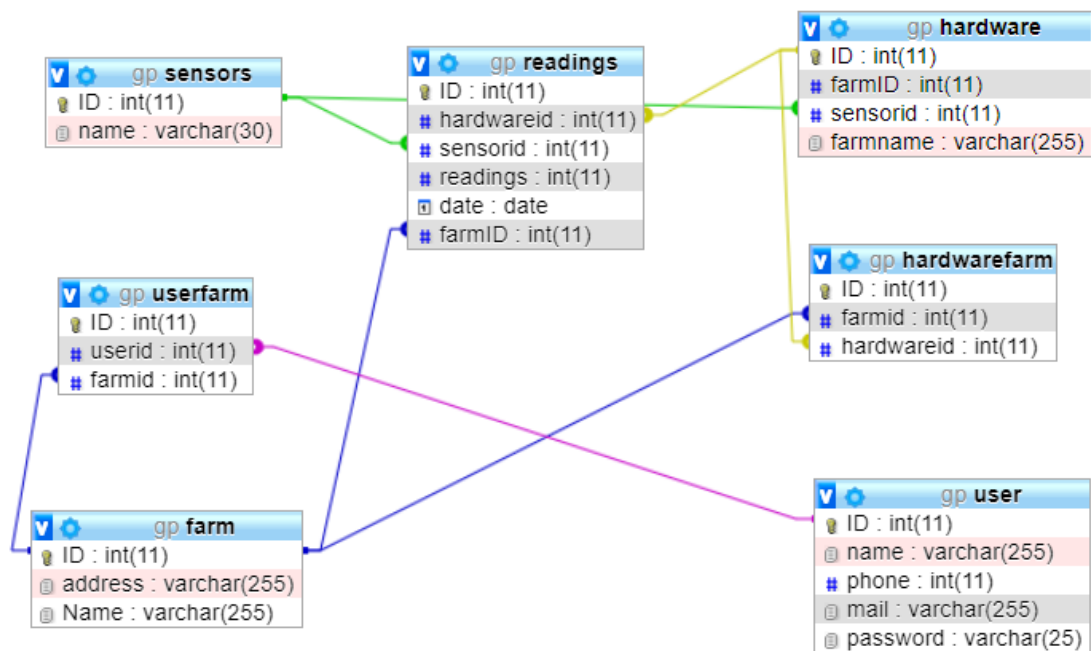 gp sensors
ID : int(11)
name : varchar(30)
gp readings
ID : int(11)
hardwareid : int(11)
sensorid : int(11)
readings : int(11)
date : date
farmID : int(11)
gp hardware
ID : int(11)
farmID : int(11)
sensorid : int(11)
farmname : varchar(255)
gp userfarm
ID : int(11)
userid : int(11)
farmid : int(11)
gp hardwarefarm
ID : int(11)
farmid : int(11)
hardwareid : int(11)
gp farm
ID : int(11)
address : varchar(255)
Name : varchar(255)
gp user
ID : int(11)
name : varchar(255)
phone : int(11)
mail : varchar(255)
password : varchar(25)